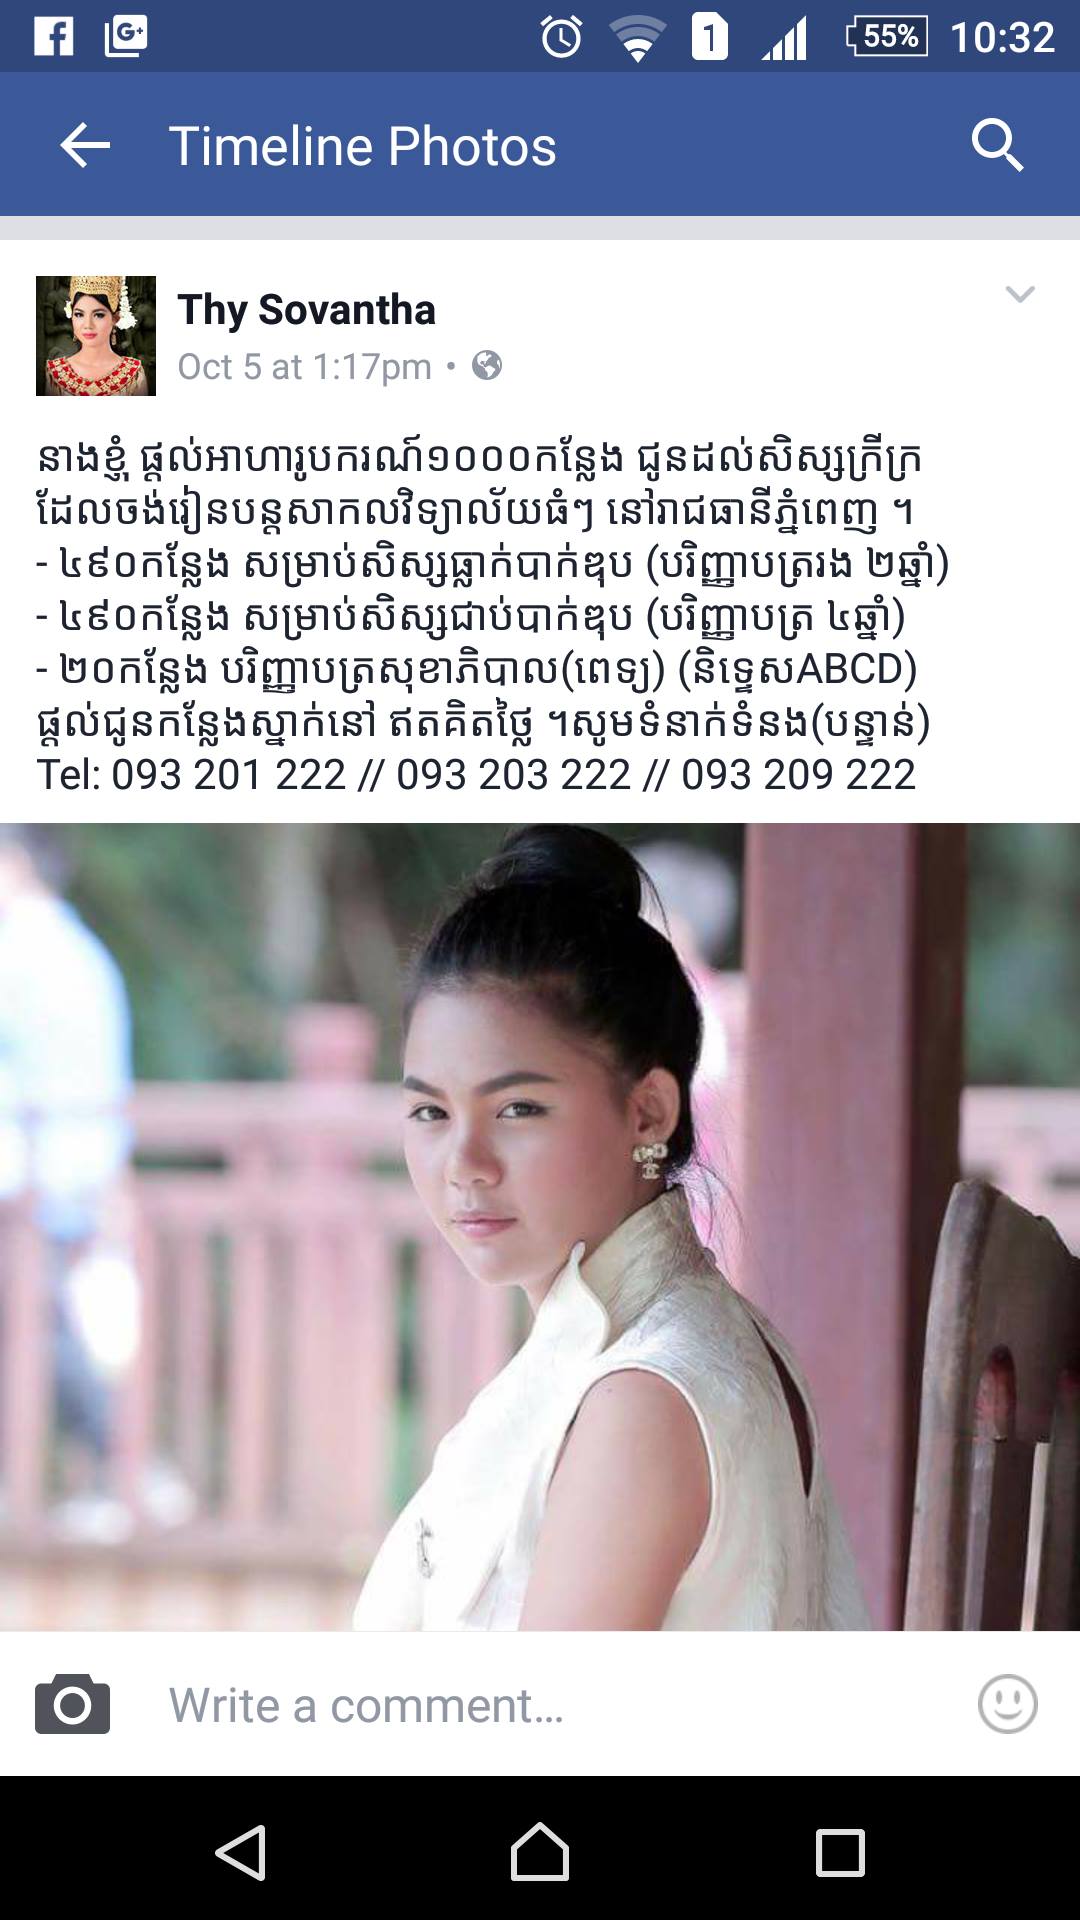 10:32
55%
1
G+
Timeline Photos
Thy Sovantha
Oct 5 at 1:17pm •
នាងខ្ញុំ ផ្តល់អាហារូបករណ៍១០០០កន្លែង ជូនដល់សិស្សក្រីក្រ
ដែលចង់រៀនបន្តសាកលវិទ្យាល័យធំៗ នៅរាជធានីភ្នំពេញ ។
- ៤៩០កន្លែង សម្រាប់សិស្សធ្លាក់បាក់ឌុប (បរិញ្ញាបត្ររង ២ឆ្នាំ)
- ៤៩០កន្លែង សម្រាប់សិស្សជាប់បាក់ឌុប (បរិញ្ញាបត្រ ៤ឆ្នាំ)
- ២០កន្លែង បរិញ្ញាបត្រសុខាភិបាល(ពេទ្យ) (និទ្ទេសABCD)
ផ្តល់ជូនកន្លែងស្នាក់នៅ ឥតគិតថ្លៃ ។សូមទំនាក់ទំនង(បន្ទាន់)
Tel: 093 201 222 // 093 203 222 // 093 209 222
Write a comment...